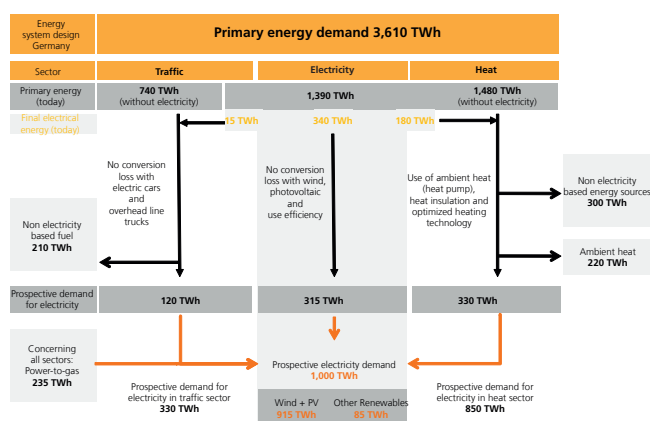 Energy
system design
Germany
Primary energy demand 3,610 TWh
Sector
Traffic
Electricity
Heat
Primary energy
(today)
740 TWh
(without electricity)
1,390 TWh
1,480 TWh
(without electricity)
Final electrical
energy (today)
15 TWh
340 TWh
180 TWh
No conversion
loss with
electric cars
and
overhead line
trucks
No conversion
loss with wind,
photovoltaic
and
use efficiency
Use of ambient heat
(heat pump),
heat insulation and
optimized heating
technology
Non electricity
based energy sources
300 TWh
Non electricity
based fuel
210 TWh
Ambient heat
220 TWh
Prospective demand
for electricity
120 TWh
315 TWh
330 TWh
Concerning
all sectors:
Power-to-gas
235 TWh
Prospective electricity demand
1,000 TWh
Prospective demand for
electricity in traffic sector
330 TWh
Wind + PV
915 TWh
Other Renewables
85 TWh
Prospective demand for
electricity in heat sector
850 TWh